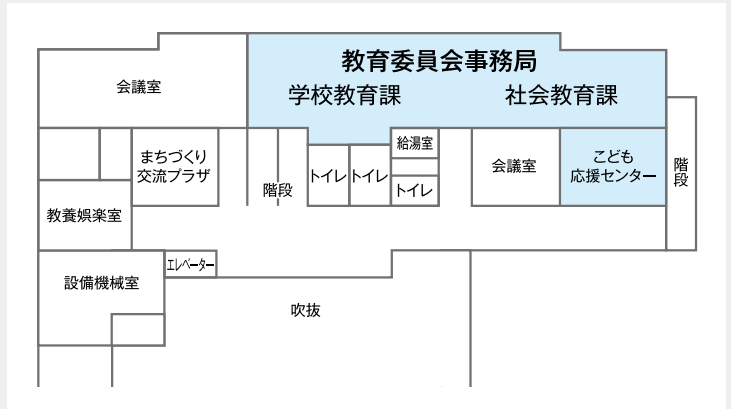 教育委員会事務局
学校教育課
社会教育課
会議室
まちづくり
交流プラザ
階段
トイレ
トイレ
給湯室
トイレ
会議室
こども
応援センター
階段
教養娯楽室
設備機械室
エレベーター
吹抜